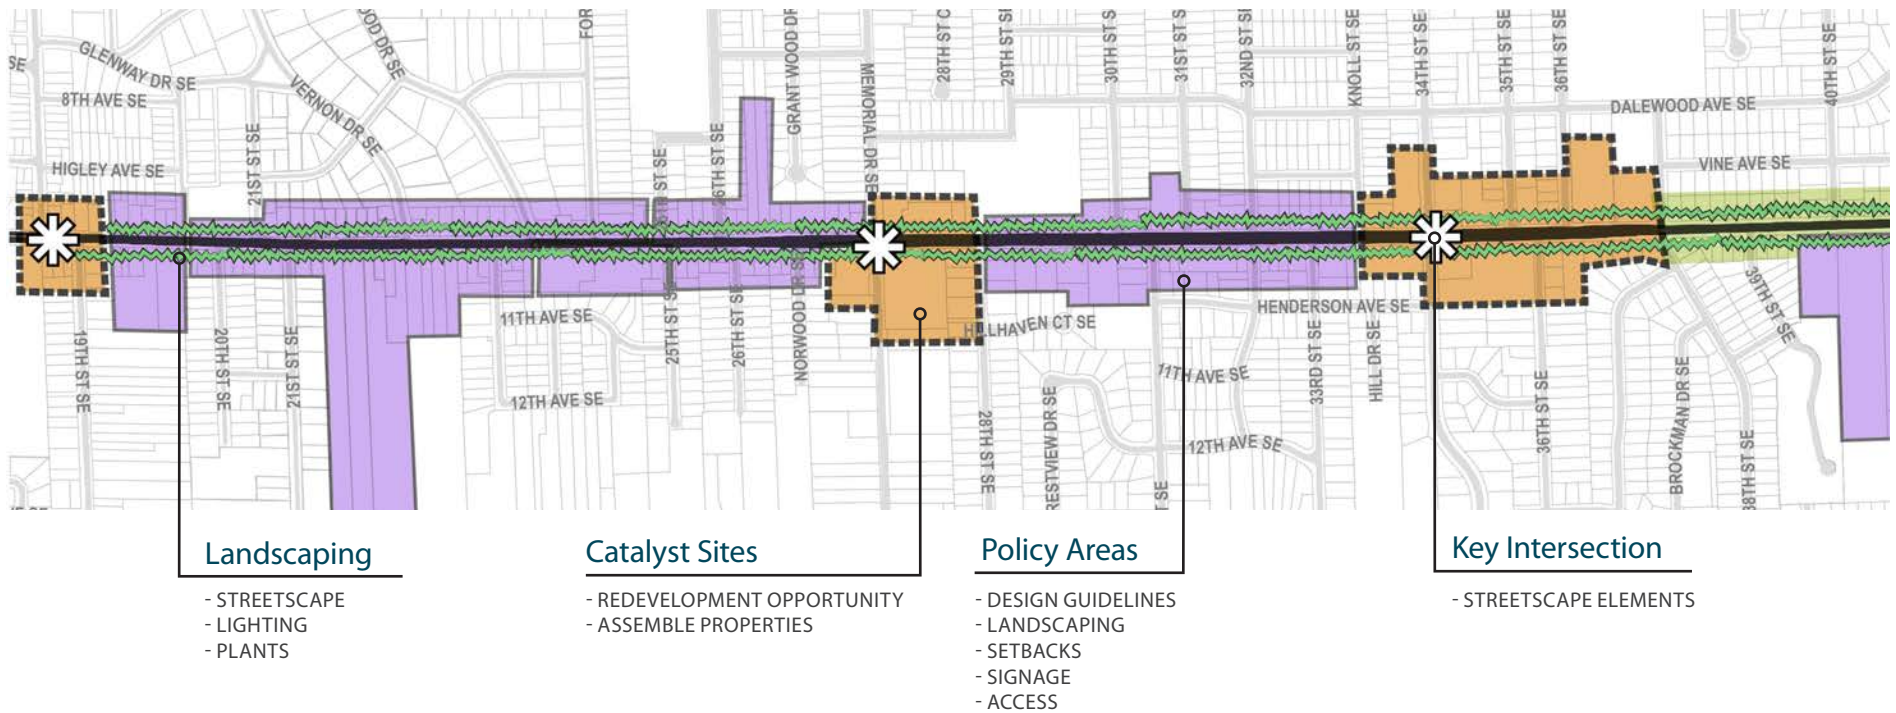 GLENWAY DR SE
8TH AVE SE
VERNON DR SE
HIGLEY AVE SE
21ST ST SE
26TH ST SE
GRANT WOOD DR
MEMORIAL DR SE
28TH ST C
29TH ST S
30TH ST S
31ST ST S
32ND ST S
KNOLL ST SE
34TH ST SE
35TH ST SE
36TH ST SE
DALEWOOD AVE SE
40TH ST SE
VINE AVE SE
19TH ST SE
20TH ST SE
21ST ST SE
11TH AVE SE
12TH AVE SE
25TH ST SE
26TH ST SE
NORWOOD DR SE
HILLHAVEN CT SE
28TH ST SE
RESTVIEW DR SE
11TH AVE SE
12TH AVE SE
HENDERSON AVE SE
33RD ST SE
HILL DR SE
36TH ST SE
BROCKMAN DR SE
38TH ST SE
39TH ST SE
Landscaping
- STREETSCAPE
- LIGHTING
- PLANTS
Catalyst Sites
- REDEVELOPMENT OPPORTUNITY
- ASSEMBLE PROPERTIES
Policy Areas
- DESIGN GUIDELINES
- LANDSCAPING
- SETBACKS
- SIGNAGE
- ACCESS
Key Intersection
- STREETSCAPE ELEMENTS